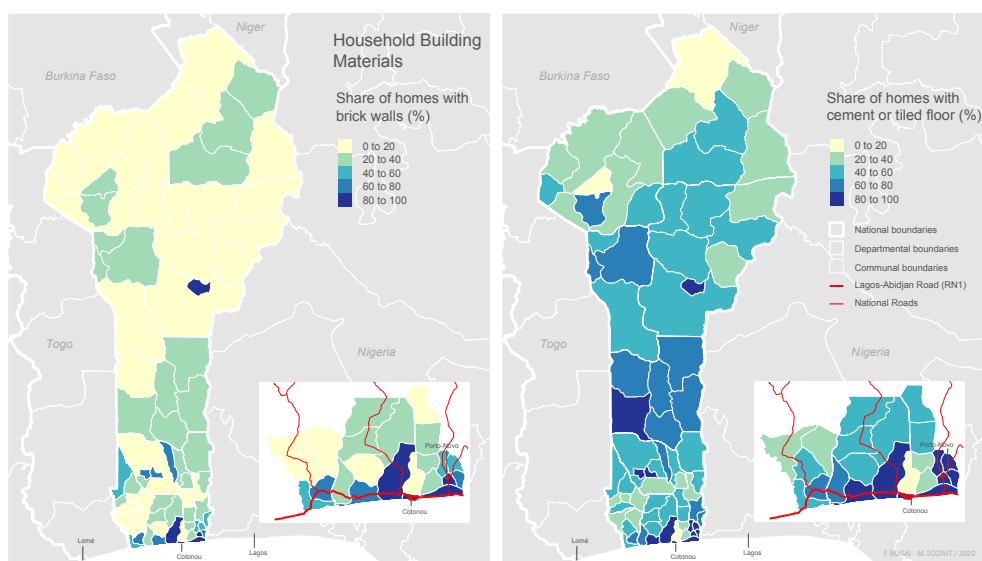 Niger
Household Building
Materials
Burkina Faso
Share of homes with
brick walls (%)
0 to 20
20 to 40
40 to 60
60 to 80
80 to 100
Togo
Nigeria
Porto-Novo
Cotonou
Lomé
Cotonou
Lagos
Niger
Burkina Faso
Share of homes with
cement or tiled floor (%)
0 to 20
20 to 40
40 to 60
60 to 80
80 to 100
National boundaries
Departmental boundaries
Communal boundaries
Lagos-Abidjan Road (RN1)
National Roads
Togo
Nigeria
Porto-Novo
Cotonou
Lomé
Cotonou
Lagos
F. RUGAI - M. LOZIVIT / 2020